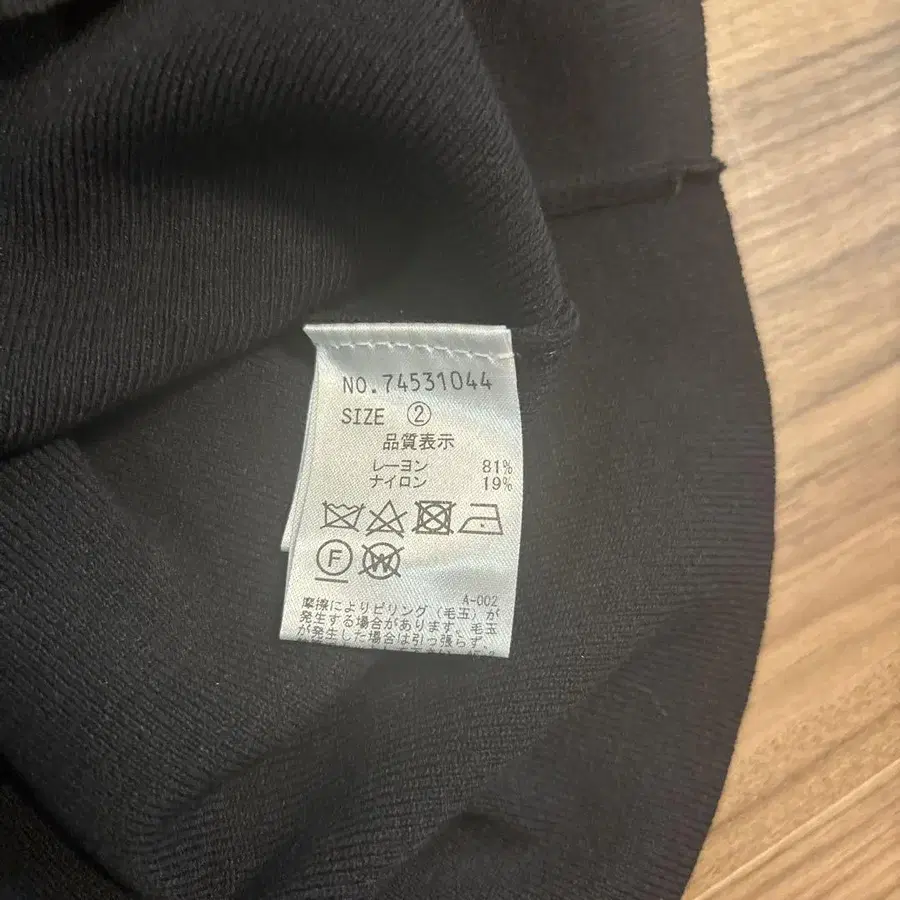 NO.74531044
SIZE ②
品質表示
レーヨン 81%
ナイロン 19%
F W
A-002
摩擦によりピリング(毛玉)が
発生する場合があります、毛玉
が発生した場合は引っ張らず、